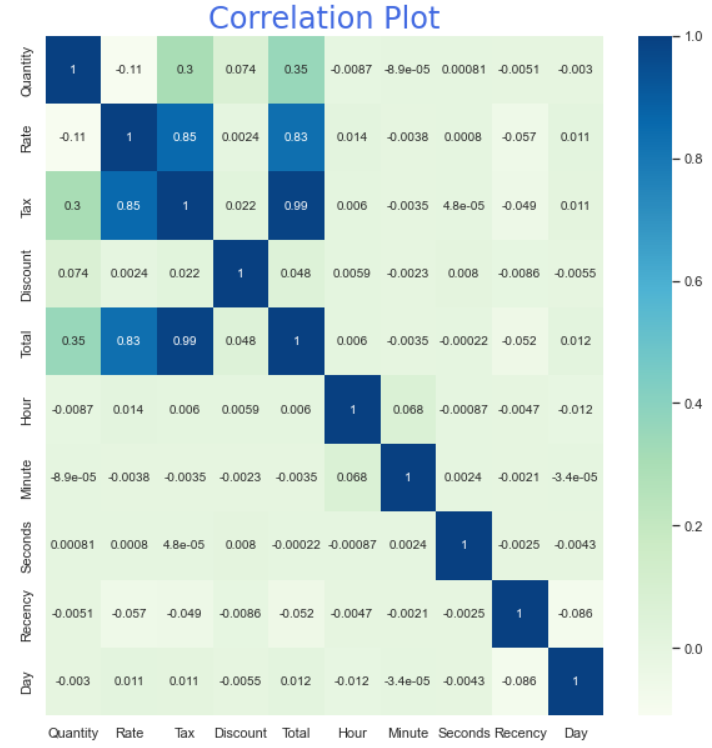 Correlation Plot
Quantity 1 -0.11 0.3 0.074 0.35 -0.0087 -8.9e-05 0.00081 -0.0051 -0.003
Rate -0.11 1 0.85 0.0024 0.83 0.014 -0.0038 0.0008 -0.057 0.011
Tax 0.3 0.85 1 0.022 0.99 0.006 -0.0035 4.8e-05 -0.049 0.011
Discount 0.074 0.0024 0.022 1 0.048 0.0059 -0.0023 0.008 -0.0086 -0.0055
Total 0.35 0.83 0.99 0.048 1 0.006 -0.0035 -0.00022 -0.052 0.012
Hour -0.0087 0.014 0.006 0.0059 0.006 1 0.068 -0.00087 -0.0047 -0.012
Minute -8.9e-05 -0.0038 -0.0035 -0.0023 -0.0035 0.068 1 0.0024 -0.0021 -3.4e-05
Seconds 0.00081 0.0008 4.8e-05 0.008 -0.00022 -0.00087 0.0024 1 -0.0025 -0.0043
Recency -0.0051 -0.057 -0.049 -0.0086 -0.052 -0.0047 -0.0021 -0.0025 1 -0.086
Day -0.003 0.011 0.011 -0.0055 0.012 -0.012 -3.4e-05 -0.0043 -0.086 1
Quantity Rate Tax Discount Total Hour Minute Seconds Recency Day
1.0
0.8
0.6
0.4
0.2
0.0